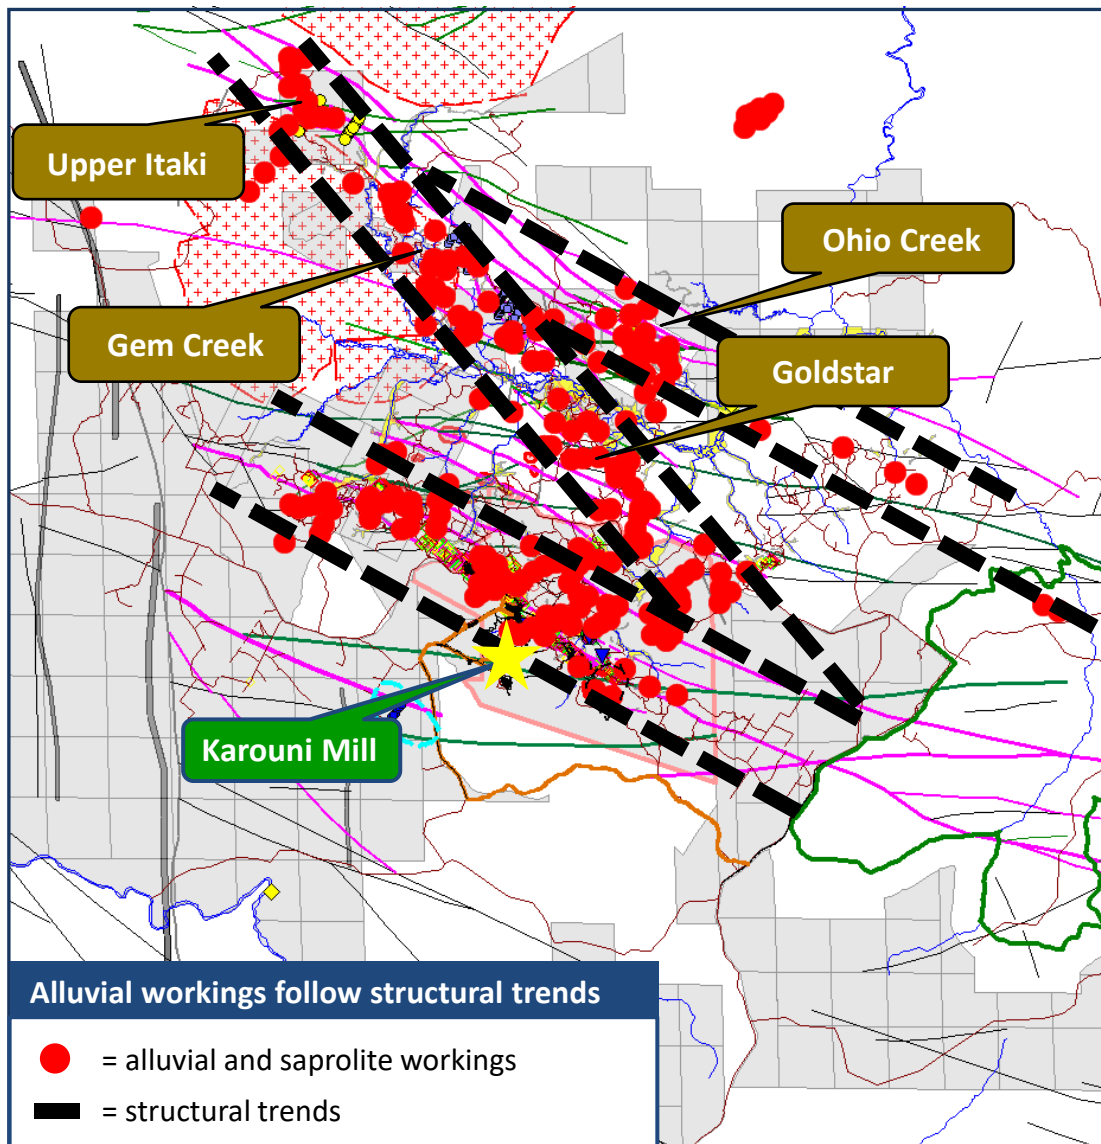 Upper Itaki
Ohio Creek
Gem Creek
Goldstar
Karouni Mill
Alluvial workings follow structural trends
= alluvial and saprolite workings
= structural trends